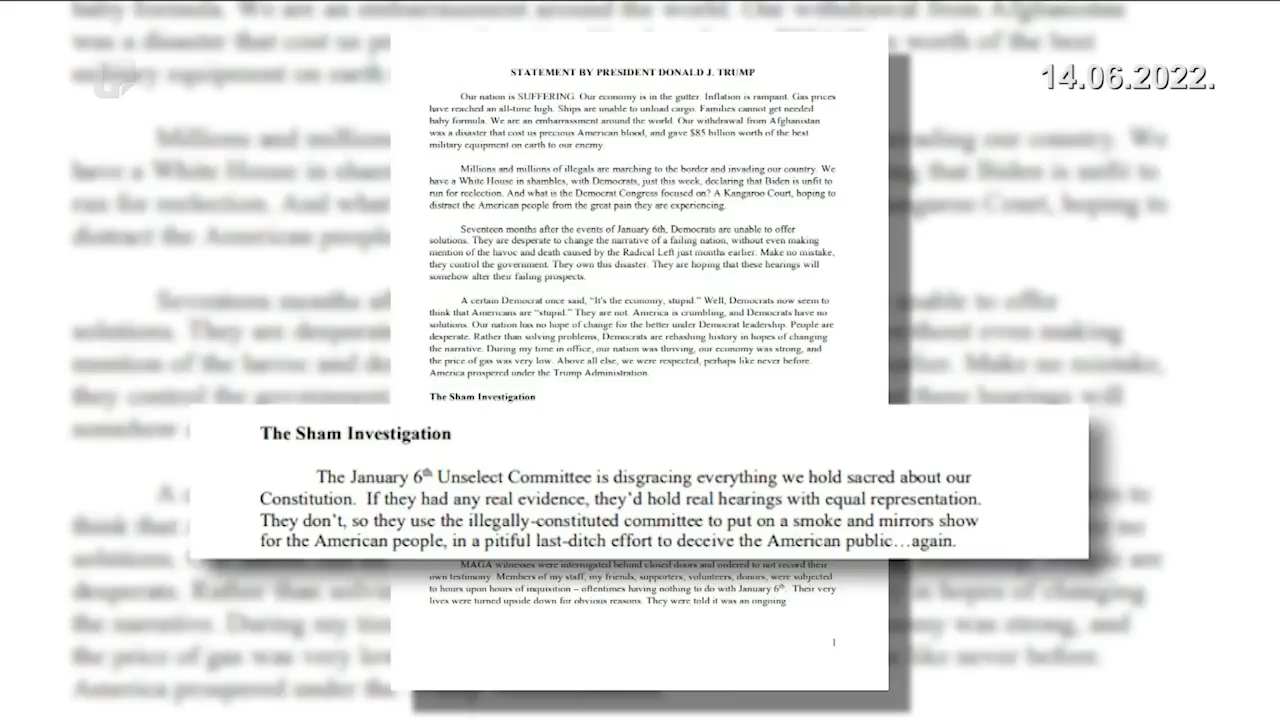 14.06.2022.
STATEMENT BY PRESIDENT DONALD J. TRUMP
Our nation is SUFFERING. Our economy is in the gutter. Inflation is rampant. Gas prices
have reached an all-time high. Ships are unable to unload cargo. Families cannot get needed
baby formula. We are an embarrassment around the world. Our withdrawal from Afghanistan
was a disaster that cost us precious American blood, and gave $85 billion worth of the best
military equipment on earth to our enemy.
Millions and millions of illegals are marching to the border and invading our country. We
have a White House in shambles, with Democrats, just this week, declaring that Biden is unfit to
run for reelection. And what is the Democrat Congress focused on? A Kangaroo Court, hoping to
distract the American people from the great pain they are experiencing.
Seventeen months after the events of January 6th, Democrats are unable to offer
solutions. They are desperate to change the narrative of a failing nation, without even making
mention of the havoc and death caused by the Radical Left just months earlier. Make no mistake,
they control the government. They own this disaster. They are hoping that these hearings will
somehow alter their failing prospects.
A certain Democrat once said, “It’s the economy, stupid.” Well, Democrats now seem to
think that Americans are “stupid.” They are not. America is crumbling, and Democrats have no
solutions. Our nation has no hope of change for the better under Democrat leadership. People are
desperate. Rather than solving problems, Democrats are rehashing history in hopes of changing
the narrative. During my time in office, our nation was thriving, our economy was strong, and
the price of gas was very low. Above all else, we were respected, perhaps like never before.
America prospered under the Trump Administration.
The Sham Investigation
The Sham Investigation
The January 6th Unselect Committee is disgracing everything we hold sacred about our
Constitution. If they had any real evidence, they’d hold real hearings with equal representation.
They don’t, so they use the illegally-constituted committee to put on a smoke and mirrors show
for the American people, in a pitiful last-ditch effort to deceive the American public…again.
MAGA witnesses were interrogated behind closed doors and ordered to not record their
own testimony. Members of my staff, my friends, supporters, volunteers, donors, were subjected
to hours upon hours of inquisition – oftentimes having nothing to do with January 6th. Their very
lives were turned upside down for obvious reasons. They were told it was an ongoing
1